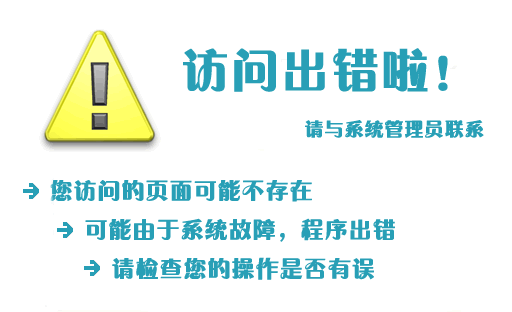 访问出错啦！
请与系统管理员联系
您访问的页面可能不存在
可能由于系统故障，程序出错
请检查您的操作是否有误